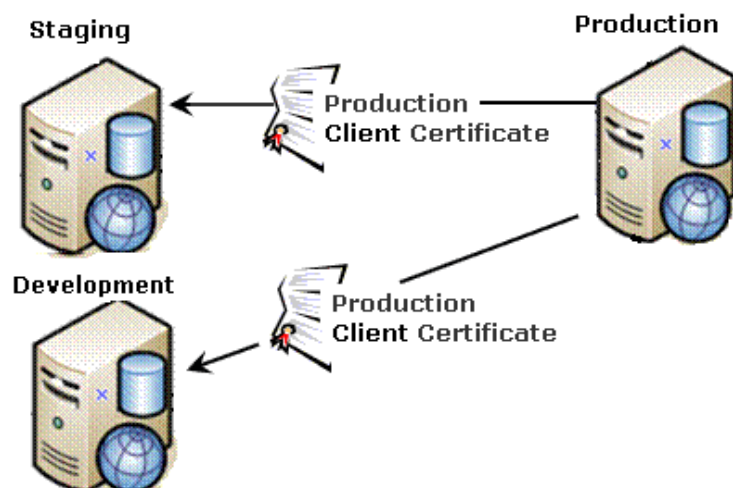 Staging
Production
Production
Client Certificate
Development
Production
Client Certificate